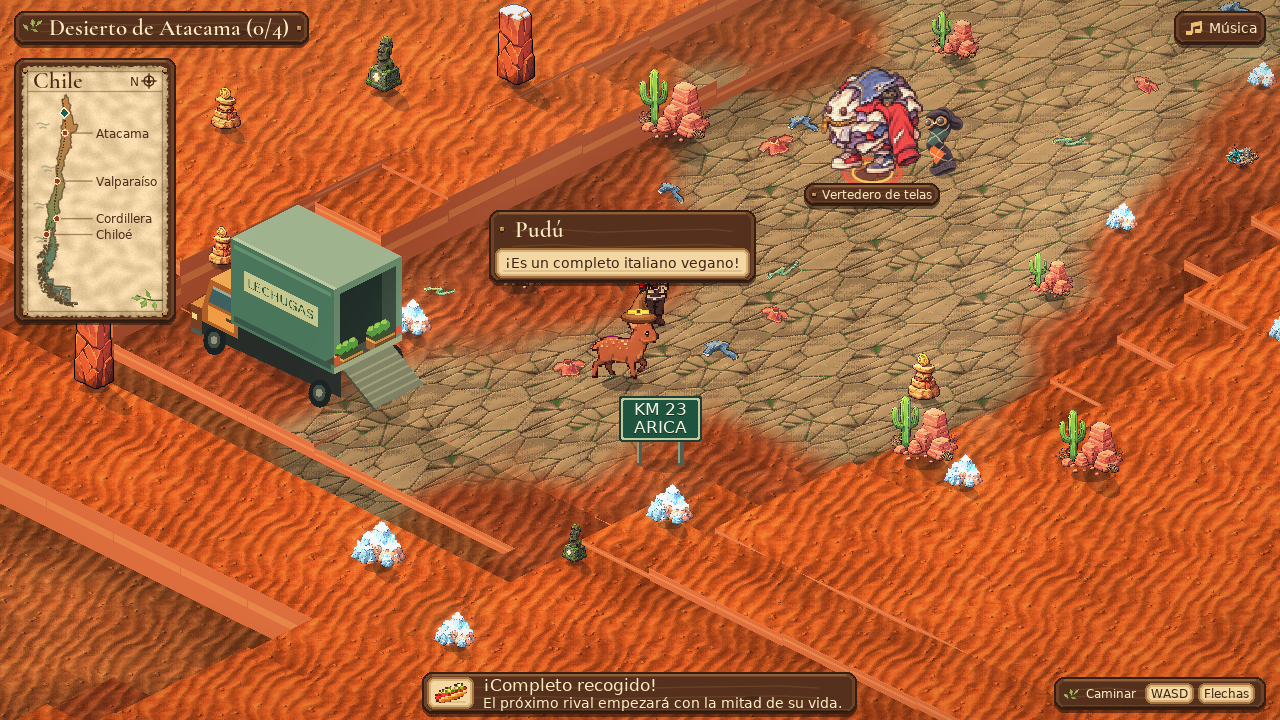 Desierto de Atacama (0/4)
Música
Chile
N
Atacama
Valparaíso
Cordillera
Chiloé
Vertedero de telas
Pudú
¡Es un completo italiano vegano!
LECHUGAS
KM 23
ARICA
¡Completo recogido!
El próximo rival empezará con la mitad de su vida.
Caminar WASD Flechas